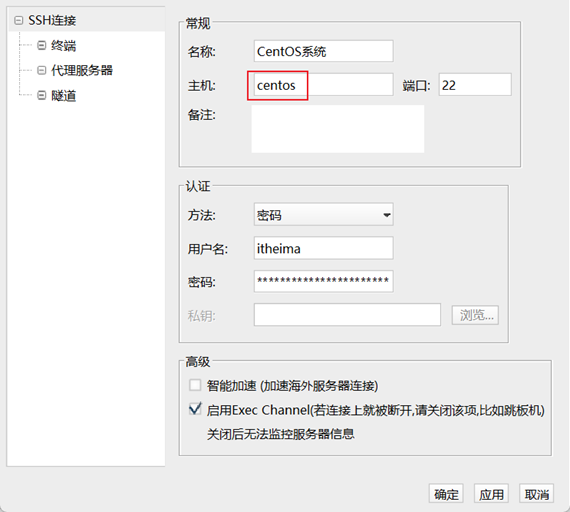 SSH连接
终端
代理服务器
隧道
常规
名称: CentOS系统
主机: centos 端口: 22
备注:
认证
方法: 密码
用户名: itheima
密码: ***********************
私钥: 浏览...
高级
智能加速 (加速海外服务器连接)
启用Exec Channel(若连接上就被断开,请关闭该项,比如跳板机)
关闭后无法监控服务器信息
确定 应用 取消